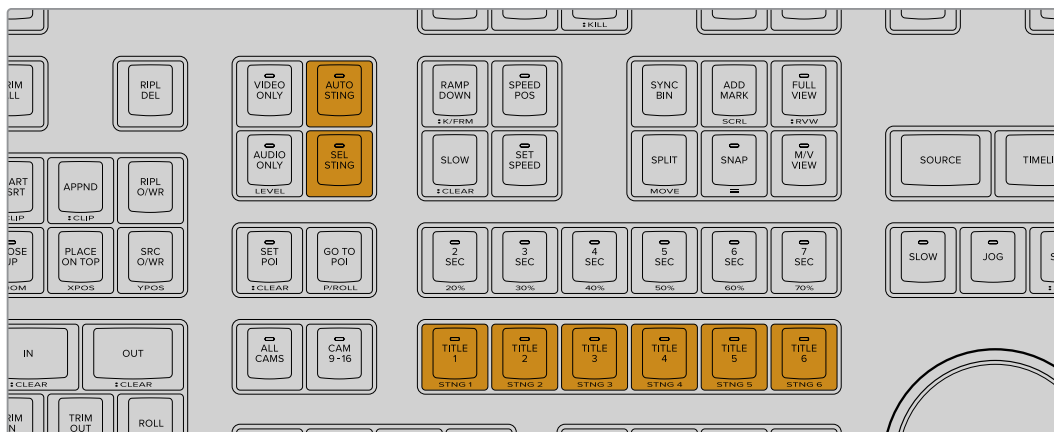 :KILL
RIPL
DEL
VIDEO
ONLY
AUTO
STING
RAMP
DOWN
:K/FRM
SPEED
POS
SYNC
BIN
ADD
MARK
SCRL
FULL
VIEW
:RVW
AUDIO
ONLY
LEVEL
SEL
STING
SLOW
:CLEAR
SET
SPEED
SPLIT
MOVE
SNAP
M/V
VIEW
SOURCE
APPND
:CLIP
RIPL
O/WR
PLACE
ON TOP
XPOS
SRC
O/WR
YPOS
SET
POI
:CLEAR
GO TO
POI
P/ROLL
2
SEC
20%
3
SEC
30%
4
SEC
40%
5
SEC
50%
6
SEC
60%
7
SEC
70%
SLOW
JOG
IN
:CLEAR
OUT
:CLEAR
ALL
CAMS
CAM
9-16
TITLE
1
STNG 1
TITLE
2
STNG 2
TITLE
3
STNG 3
TITLE
4
STNG 4
TITLE
5
STNG 5
TITLE
6
STNG 6
TRIM
OUT
ROLL